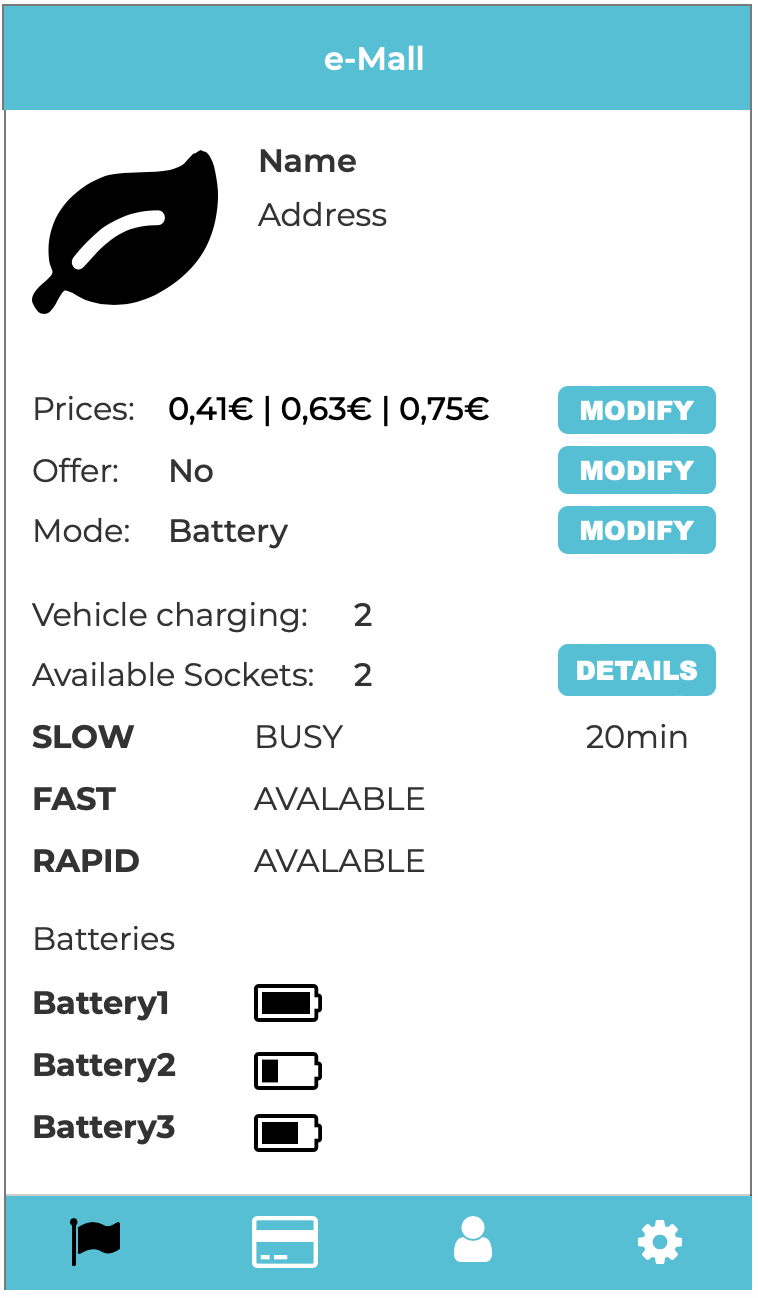 e-Mall
Name
Address
Prices: 0,41€ | 0,63€ | 0,75€ MODIFY
Offer: No MODIFY
Mode: Battery MODIFY
Vehicle charging: 2
Available Sockets: 2 DETAILS
SLOW BUSY 20min
FAST AVALABLE
RAPID AVALABLE
Batteries
Battery1
Battery2
Battery3